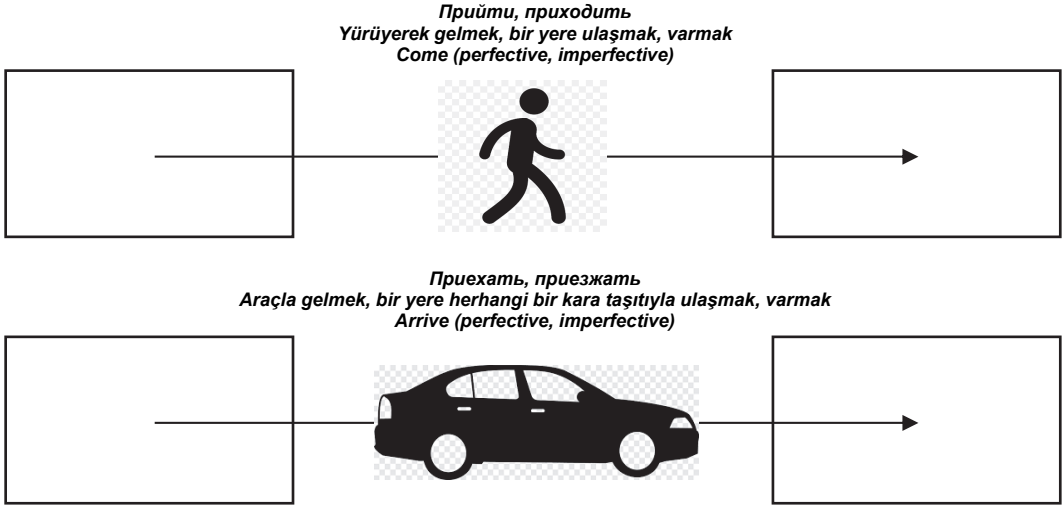 Прийти, приходить
Yürüyerek gelmek, bir yere ulaşmak, varmak
Come (perfective, imperfective)
Приехать, приезжать
Araçla gelmek, bir yere herhangi bir kara taşıtıyla ulaşmak, varmak
Arrive (perfective, imperfective)